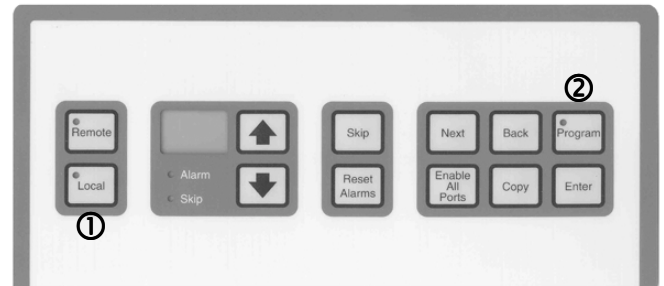 ②
Remote
Skip
Next
Back
Program
Local
Alarm
Skip
Reset
Alarms
Enable
All
Ports
Copy
Enter
①